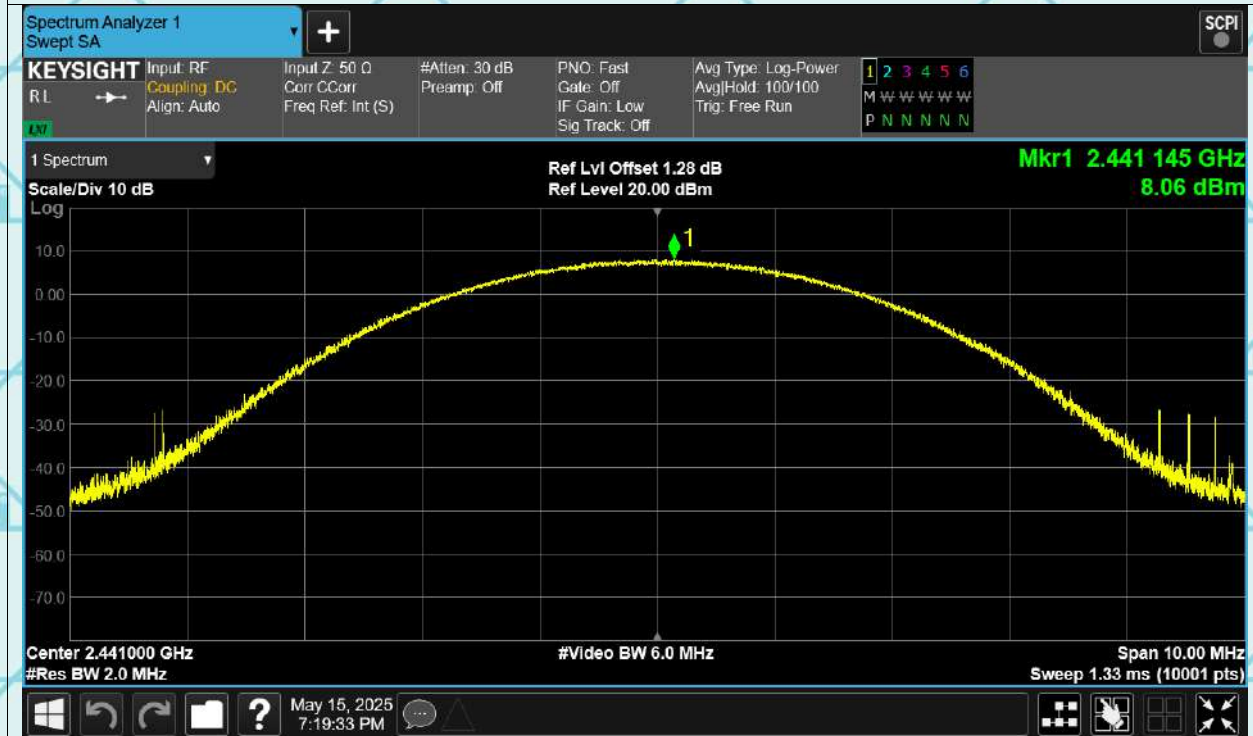 Spectrum Analyzer 1
Swept SA
+
SCPI
KEYSIGHT
RL
LXI
Input: RF
Coupling: DC
Align: Auto
Input Z: 50 Ω
Corr CCorr
Freq Ref: Int (S)
#Atten: 30 dB
Preamp: Off
PNO: Fast
Gate: Off
IF Gain: Low
Sig Track: Off
Avg Type: Log-Power
Avg|Hold: 100/100
Trig: Free Run
1 2 3 4 5 6
M W W W W W
P N N N N N
1 Spectrum
Scale/Div 10 dB
Ref Lvl Offset 1.28 dB
Ref Level 20.00 dBm
Mkr1 2.441 145 GHz
8.06 dBm
Log
1
10.0
0.00
-10.0
-20.0
-30.0
-40.0
-50.0
-60.0
-70.0
Center 2.441000 GHz
#Res BW 2.0 MHz
#Video BW 6.0 MHz
Span 10.00 MHz
Sweep 1.33 ms (10001 pts)
?
May 15, 2025
7:19:33 PM